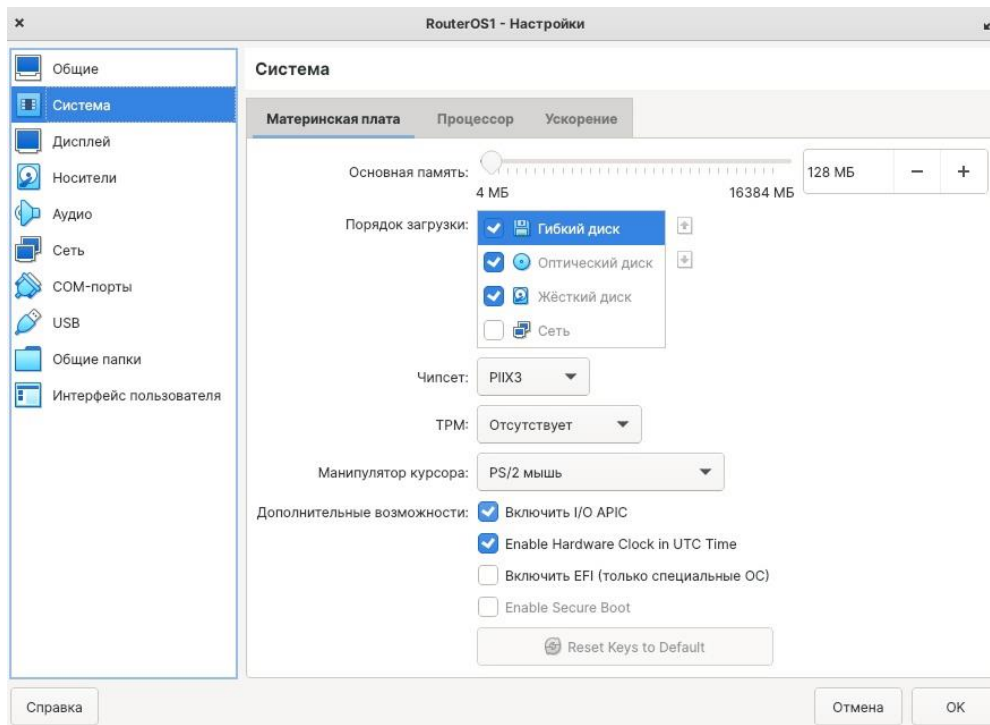 RouterOS1 - Настройки
Общие
Система
Дисплей
Носители
Аудио
Сеть
COM-порты
USB
Общие папки
Интерфейс пользователя
Система
Материнская плата Процессор Ускорение
Основная память: 128 МБ
4 МБ 16384 МБ
Порядок загрузки: Гибкий диск
Оптический диск
Жёсткий диск
Сеть
Чипсет: PIIX3
TPM: Отсутствует
Манипулятор курсора: PS/2 мышь
Дополнительные возможности: Включить I/O APIC
Enable Hardware Clock in UTC Time
Включить EFI (только специальные ОС)
Enable Secure Boot
Reset Keys to Default
Справка Отмена OK